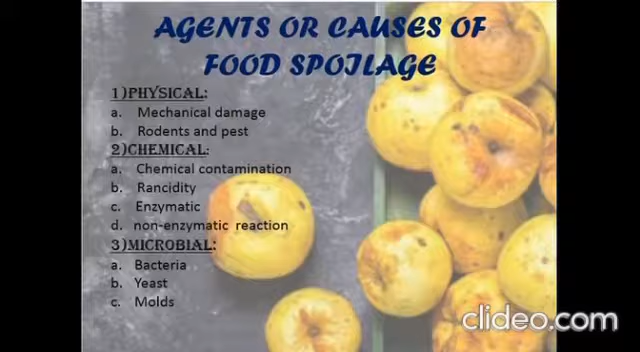 AGENTS OR CAUSES OF
FOOD SPOILAGE
1)PHYSICAL:
a. Mechanical damage
b. Rodents and pest
2)CHEMICAL:
a. Chemical contamination
b. Rancidity
c. Enzymatic
d. non-enzymatic reaction
3)MICROBIAL:
a. Bacteria
b. Yeast
c. Molds
clideo.com